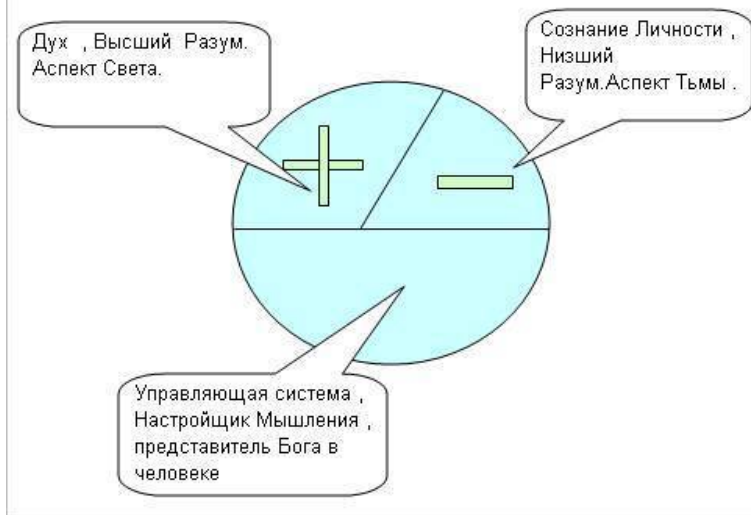 Дух , Высший Разум.
Аспект Света.
Сознание Личности ,
Низший
Разум.Аспект Тьмы .
Управляющая система ,
Настройщик Мышления ,
представитель Бога в
человеке